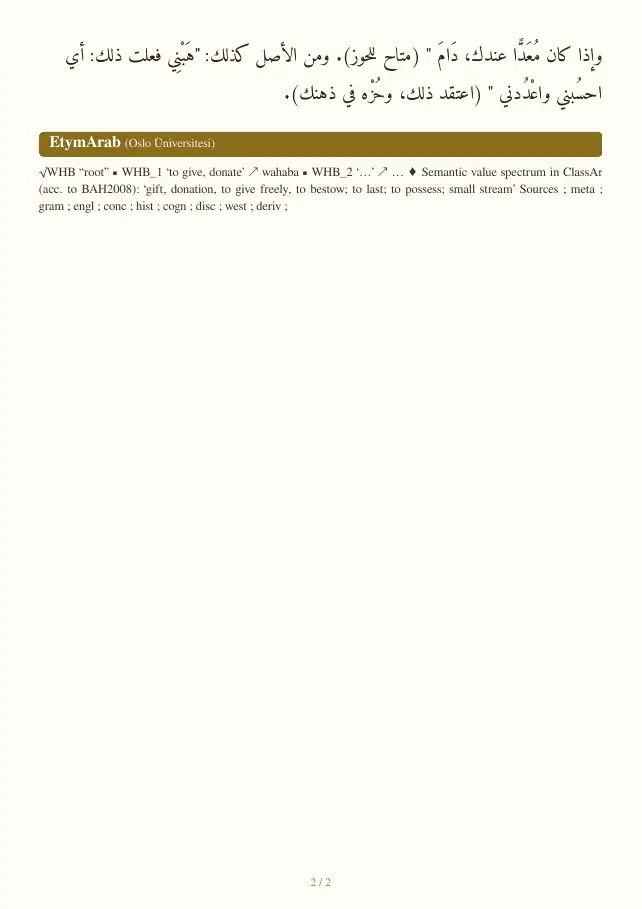 وإذا كان مُعَدًّا عندك، دَامَ " (متاح للحوز). ومن الأصل كذلك: "هَبْنِي فعلت ذلك: أي
احسُبني واعْدُدني " (اعتقد ذلك، وحُزْه في ذهنك).
EtymArab (Oslo Üniversitesi)
√WHB “root” ▪ WHB_1 ‘to give, donate’ ↗ wahaba ▪ WHB_2 ‘…’ ↗ … ♦ Semantic value spectrum in ClassAr
(acc. to BAH2008): ‘gift, donation, to give freely, to bestow; to last; to possess; small stream’ Sources ; meta ;
gram ; engl ; conc ; hist ; cogn ; disc ; west ; deriv ;
2 / 2